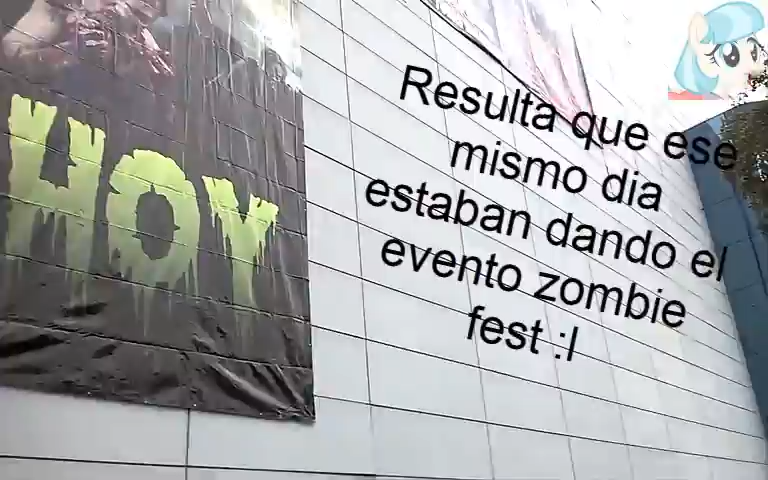 HOY
Resulta que ese
mismo dia
estaban dando el
evento zombie
fest :l